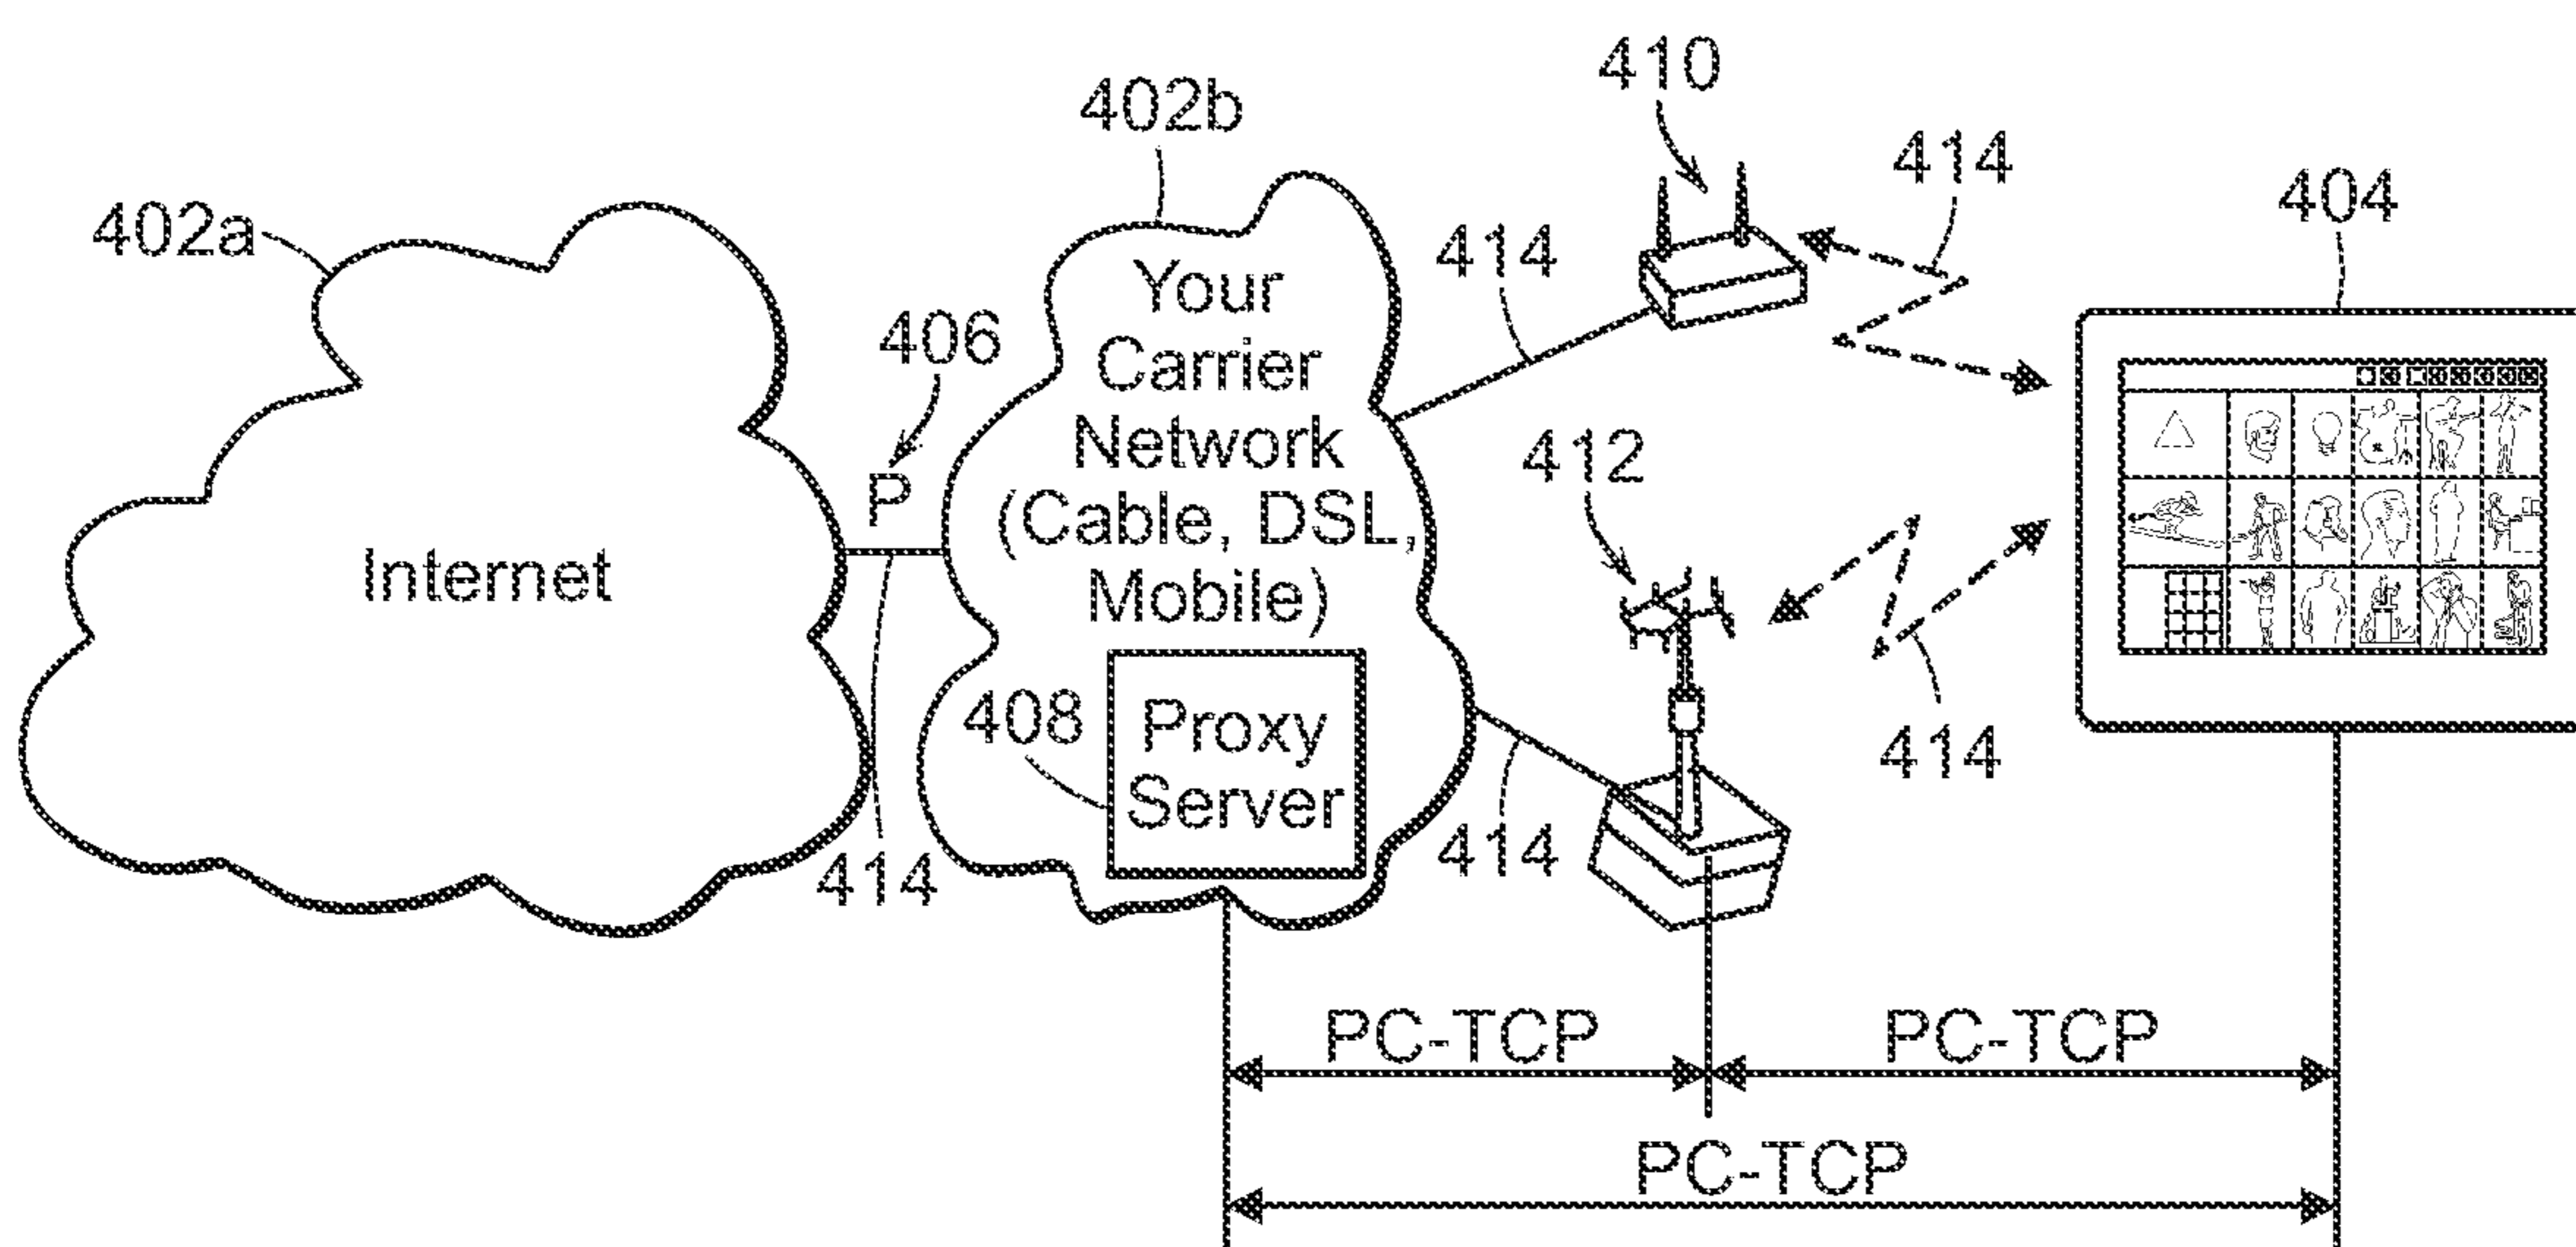 410
402b
414
404
402a
414
Your
Carrier
Network
(Cable, DSL,
Mobile)
406
P
412
Internet
408
Proxy
Server
414
414
414
PC-TCP
PC-TCP
PC-TCP